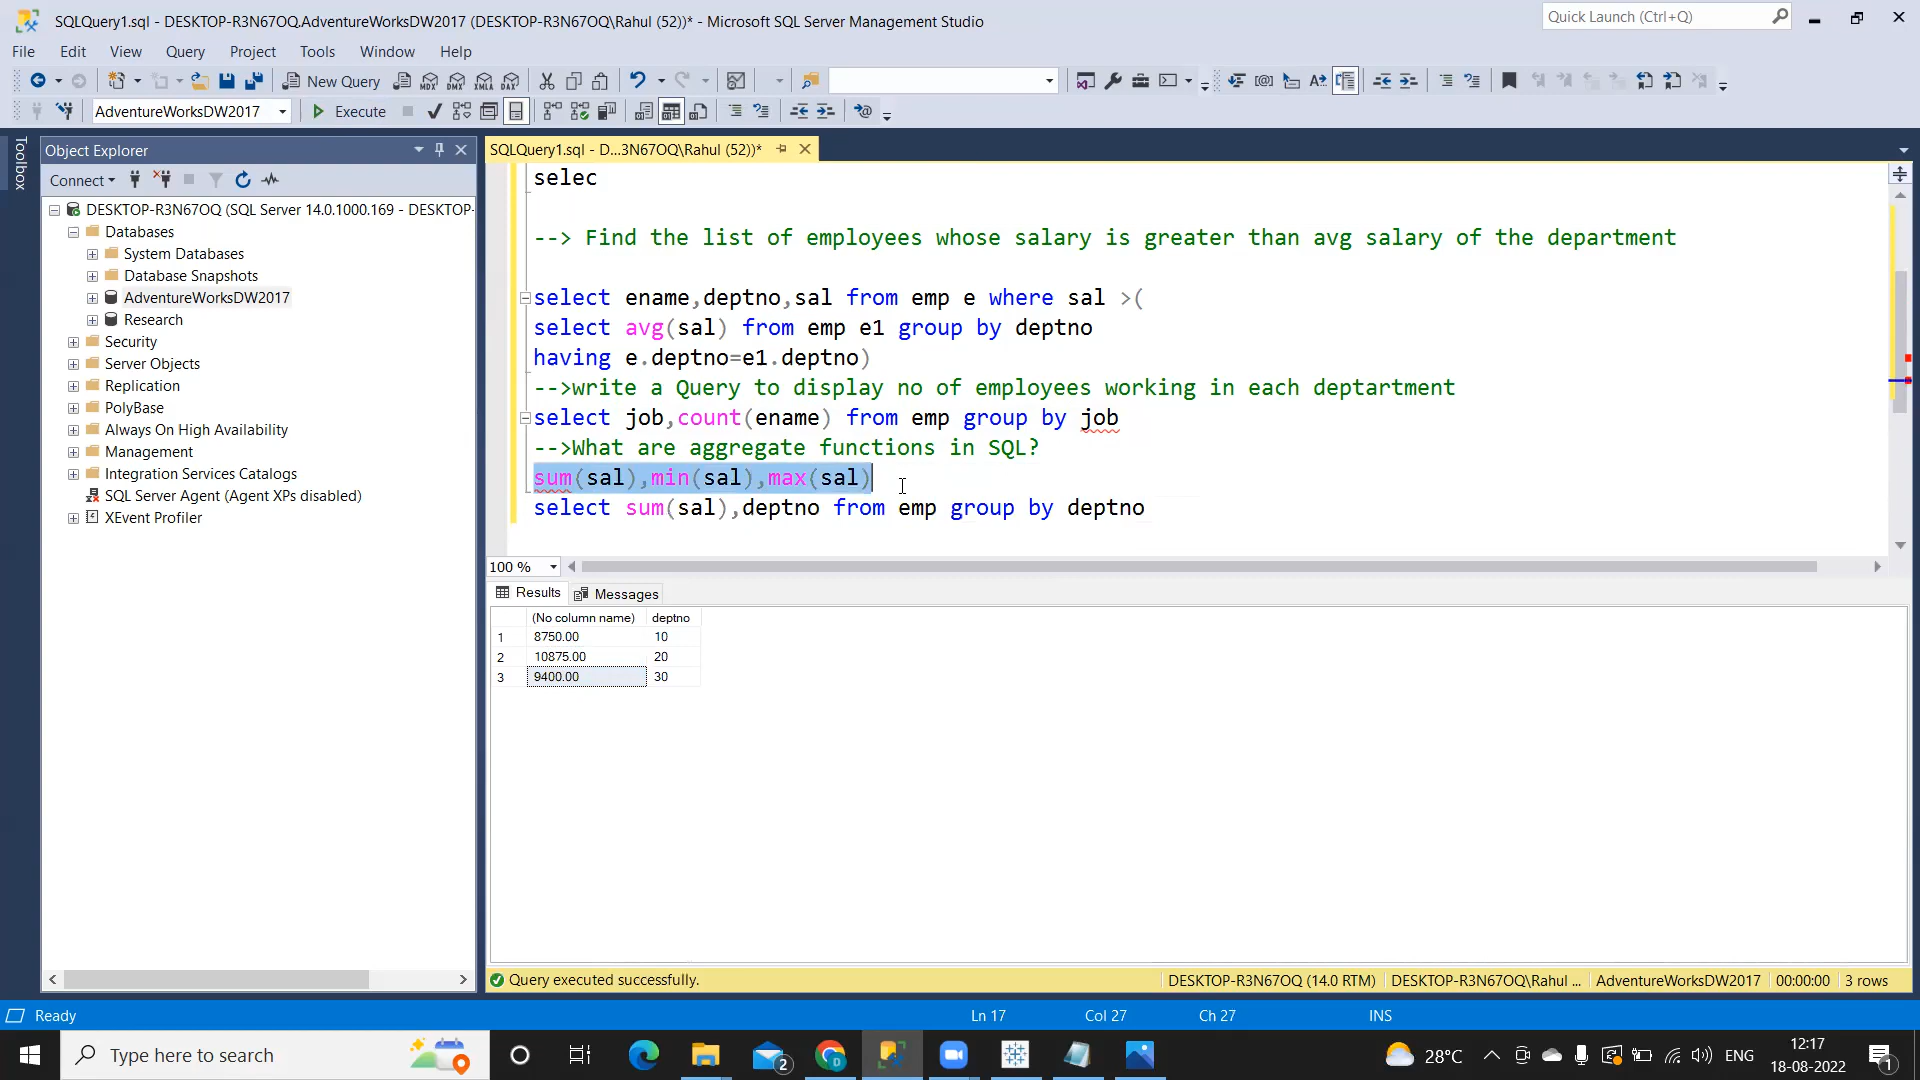 SQLQuery1.sql - DESKTOP-R3N67OQ.AdventureWorksDW2017 (DESKTOP-R3N67OQ\Rahul (52))* - Microsoft SQL Server Management Studio
Quick Launch (Ctrl+Q)
File Edit View Query Project Tools Window Help
New Query
MDX DMX XMLA DAX
AdventureWorksDW2017 Execute
Toolbox
Object Explorer
SQLQuery1.sql - D...3N67OQ\Rahul (52))*
Connect
DESKTOP-R3N67OQ (SQL Server 14.0.1000.169 - DESKTOP-
Databases
System Databases
Database Snapshots
AdventureWorksDW2017
Research
Security
Server Objects
Replication
PolyBase
Always On High Availability
Management
Integration Services Catalogs
SQL Server Agent (Agent XPs disabled)
XEvent Profiler
selec
--> Find the list of employees whose salary is greater than avg salary of the department
select ename,deptno,sal from emp e where sal >(
select avg(sal) from emp e1 group by deptno
having e.deptno=e1.deptno)
-->write a Query to display no of employees working in each deptartment
select job,count(ename) from emp group by job
-->What are aggregate functions in SQL?
sum(sal),min(sal),max(sal)
select sum(sal),deptno from emp group by deptno
100 %
Results Messages
(No column name) deptno
1 8750.00 10
2 10875.00 20
3 9400.00 30
Query executed successfully. DESKTOP-R3N67OQ (14.0 RTM) DESKTOP-R3N67OQ\Rahul ... AdventureWorksDW2017 00:00:00 3 rows
Ready Ln 17 Col 27 Ch 27 INS
Type here to search
2
28°C
ENG
12:17
18-08-2022
1